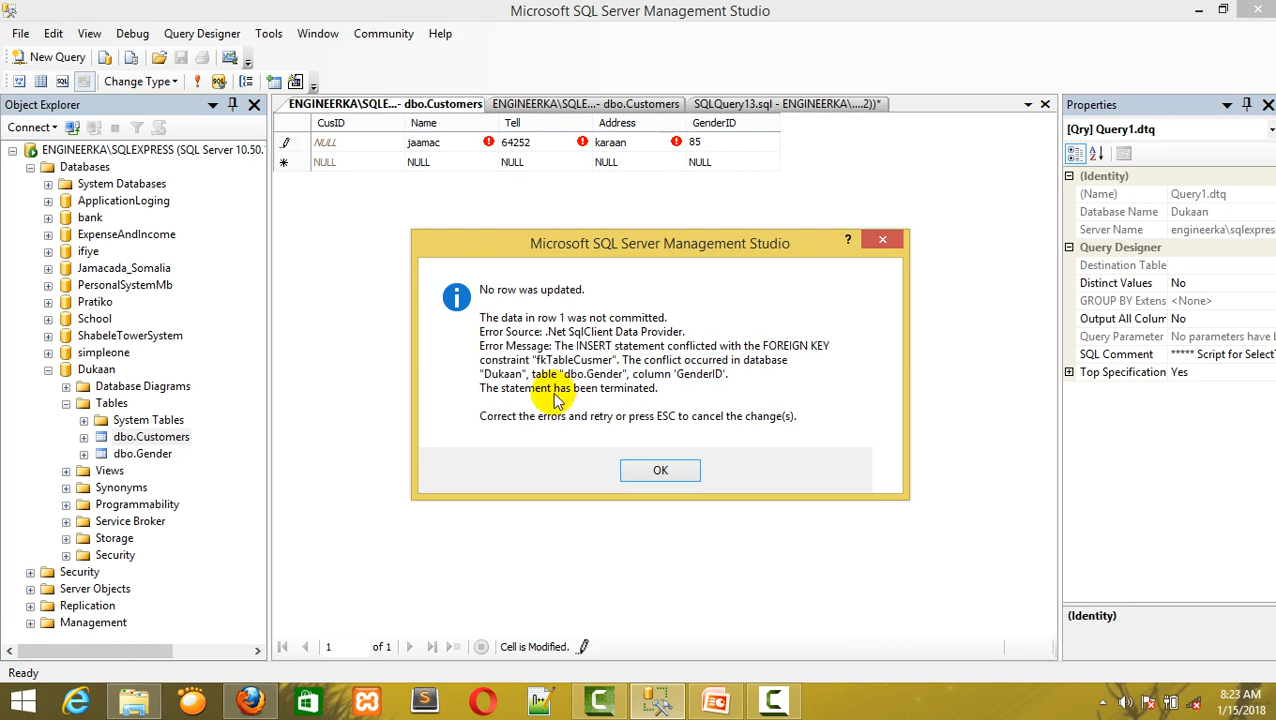 Microsoft SQL Server Management Studio
File Edit View Debug Query Designer Tools Window Community Help
New Query
SQL Change Type
Object Explorer
Connect
ENGINEERKA\SQLEXPRESS (SQL Server 10.50.
Databases
System Databases
ApplicationLoging
bank
ExpenseAndIncome
ifiye
Jamacada_Somalia
PersonalSystemMb
Pratiko
School
ShabeleTowerSystem
simpleone
Dukaan
Database Diagrams
Tables
System Tables
dbo.Customers
dbo.Gender
Views
Synonyms
Programmability
Service Broker
Storage
Security
Security
Server Objects
Replication
Management
ENGINEERKA\SQLE...- dbo.Customers ENGINEERKA\SQLE...- dbo.Customers SQLQuery13.sql - ENGINEERKA\....2))*
CusID Name Tell Address GenderID
NULL jaamac 64252 karaan 85
NULL NULL NULL NULL NULL
Microsoft SQL Server Management Studio ?
No row was updated.
The data in row 1 was not committed.
Error Source: .Net SqlClient Data Provider.
Error Message: The INSERT statement conflicted with the FOREIGN KEY
constraint "fkTableCusmer". The conflict occurred in database
"Dukaan", table "dbo.Gender", column 'GenderID'.
The statement has been terminated.
Correct the errors and retry or press ESC to cancel the change(s).
OK
1 of 1 Cell is Modified.
Properties
[Qry] Query1.dtq
(Identity)
(Name) Query1.dtq
Database Name Dukaan
Server Name engineerka\sqlexpres
Query Designer
Destination Table
Distinct Values No
GROUP BY Extens <None>
Output All Colum No
Query Parameter No parameters have b
SQL Comment ***** Script for SelectT
Top Specification Yes
(Identity)
Ready
8:23 AM
1/15/2018